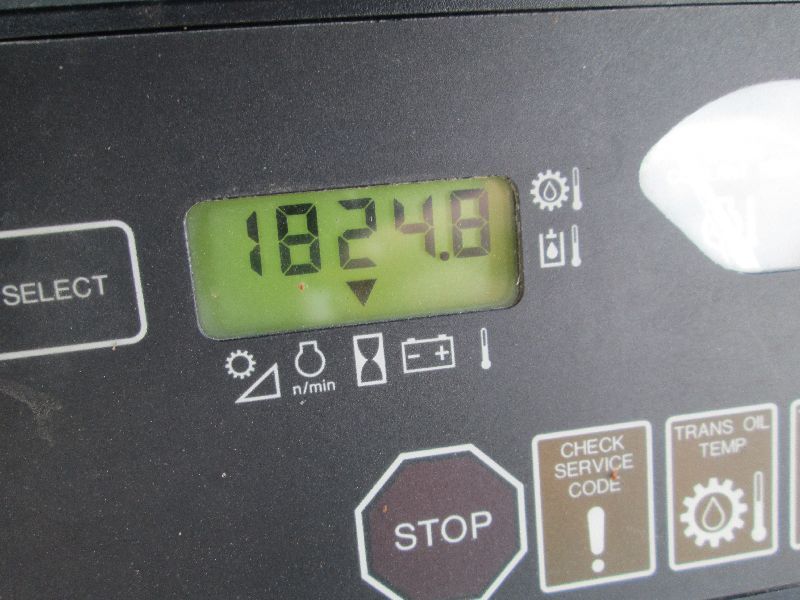 1824.8
SELECT
n/min
STOP
CHECK
SERVICE
CODE
!
TRANS OIL
TEMP